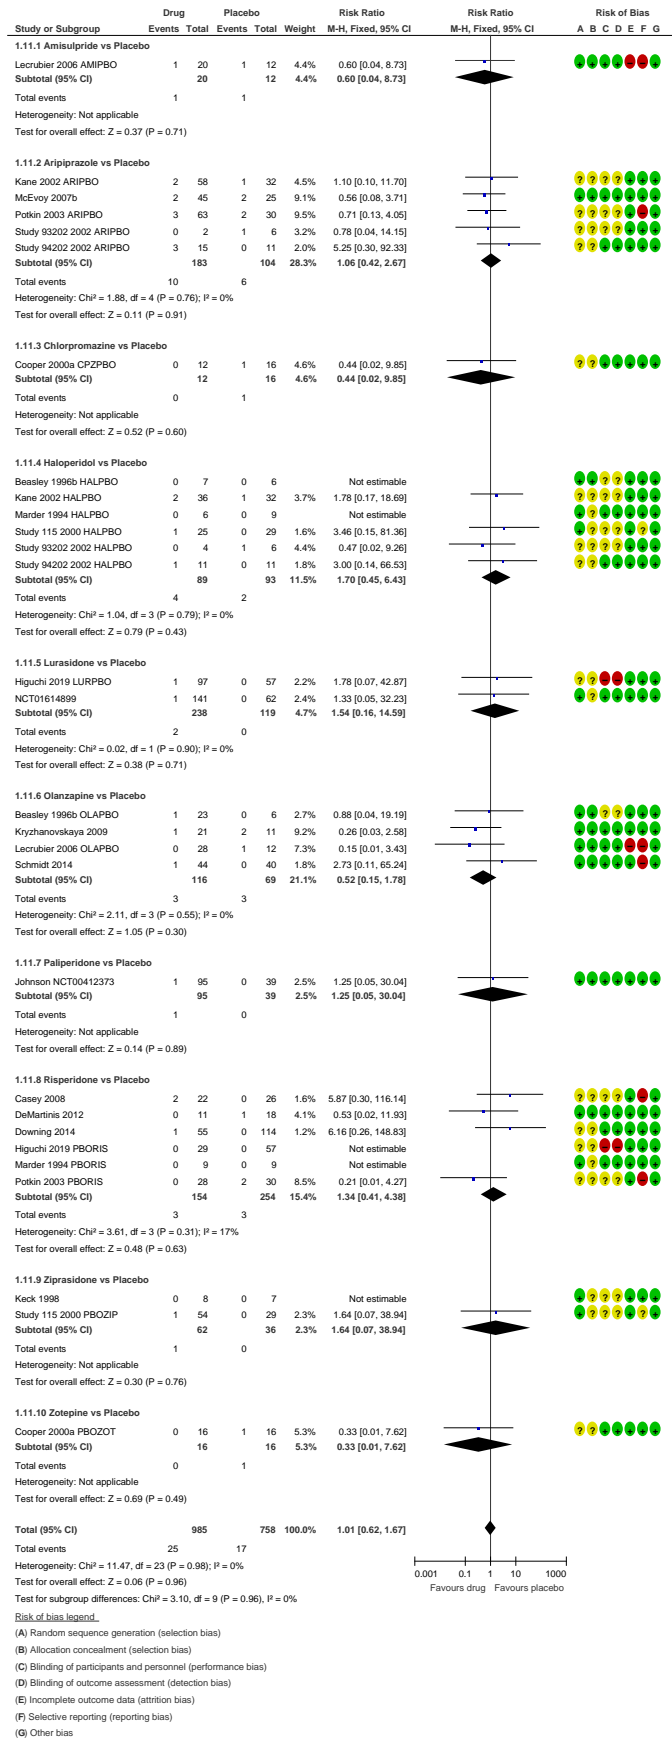 Drug Placebo Risk Ratio Risk Ratio Risk of Bias
Study or Subgroup Events Total Events Total Weight M-H, Fixed, 95% CI M-H, Fixed, 95% CI A B C D E F G
1.11.1 Amisulpride vs Placebo
Lecrubier 2006 AMIPBO 1 20 1 12 4.4% 0.60 [0.04, 8.73] + + + + − − +
Subtotal (95% CI) 20 12 4.4% 0.60 [0.04, 8.73]
Total events 1 1
Heterogeneity: Not applicable
Test for overall effect: Z = 0.37 (P = 0.71)
1.11.2 Aripiprazole vs Placebo
Kane 2002 ARIPBO 2 58 1 32 4.5% 1.10 [0.10, 11.70] ? ? ? ? + + +
McEvoy 2007b 2 45 2 25 9.1% 0.56 [0.08, 3.71] + + + + + + +
Potkin 2003 ARIPBO 3 63 2 30 9.5% 0.71 [0.13, 4.05] ? ? ? ? + − +
Study 93202 2002 ARIPBO 0 2 1 6 3.2% 0.78 [0.04, 14.15] ? ? ? ? + + +
Study 94202 2002 ARIPBO 3 15 0 11 2.0% 5.25 [0.30, 92.33] ? ? + + + + +
Subtotal (95% CI) 183 104 28.3% 1.06 [0.42, 2.67]
Total events 10 6
Heterogeneity: Chi² = 1.88, df = 4 (P = 0.76); I² = 0%
Test for overall effect: Z = 0.11 (P = 0.91)
1.11.3 Chlorpromazine vs Placebo
Cooper 2000a CPZPBO 0 12 1 16 4.6% 0.44 [0.02, 9.85] ? ? + + + + +
Subtotal (95% CI) 12 16 4.6% 0.44 [0.02, 9.85]
Total events 0 1
Heterogeneity: Not applicable
Test for overall effect: Z = 0.52 (P = 0.60)
1.11.4 Haloperidol vs Placebo
Beasley 1996b HALPBO 0 7 0 6 Not estimable + + ? ? + + +
Kane 2002 HALPBO 2 36 1 32 3.7% 1.78 [0.17, 18.69] ? ? ? ? + + +
Marder 1994 HALPBO 0 6 0 9 Not estimable + ? + + + + +
Study 115 2000 HALPBO 1 25 0 29 1.6% 3.46 [0.15, 81.36] + ? ? ? + ? +
Study 93202 2002 HALPBO 0 4 1 6 4.4% 0.47 [0.02, 9.26] ? ? ? ? + + +
Study 94202 2002 HALPBO 1 11 0 11 1.5% 3.00 [0.14, 66.53] ? ? + + + + +
Subtotal (95% CI) 89 93 11.5% 1.70 [0.45, 6.43]
Total events 4 2
Heterogeneity: Chi² = 1.04, df = 3 (P = 0.79); I² = 0%
Test for overall effect: Z = 0.79 (P = 0.43)
1.11.5 Lurasidone vs Placebo
Higuchi 2019 LURPBO 1 97 0 57 2.2% 1.78 [0.07, 42.87] ? ? − − + + +
NCT01614899 1 141 0 62 2.4% 1.33 [0.05, 32.23] + ? + + + + +
Subtotal (95% CI) 238 119 4.7% 1.54 [0.16, 14.59]
Total events 2 0
Heterogeneity: Chi² = 0.02, df = 1 (P = 0.90); I² = 0%
Test for overall effect: Z = 0.38 (P = 0.71)
1.11.6 Olanzapine vs Placebo
Beasley 1996b OLAPBO 1 23 0 6 2.7% 0.88 [0.04, 19.19] + + ? ? + + +
Kryzhanovskaya 2009 1 21 2 11 9.2% 0.26 [0.03, 2.58] + + + + + + +
Lecrubier 2006 OLAPBO 0 28 1 12 7.3% 0.15 [0.01, 3.43] + + + + − − +
Schmidt 2014 1 44 0 40 1.8% 2.73 [0.11, 65.24] + + + + + − +
Subtotal (95% CI) 116 69 21.1% 0.52 [0.15, 1.78]
Total events 3 3
Heterogeneity: Chi² = 2.11, df = 3 (P = 0.55); I² = 0%
Test for overall effect: Z = 1.05 (P = 0.30)
1.11.7 Paliperidone vs Placebo
Johnson NCT00412373 1 95 0 39 2.5% 1.25 [0.05, 30.04] + + + + + + +
Subtotal (95% CI) 95 39 2.5% 1.25 [0.05, 30.04]
Total events 1 0
Heterogeneity: Not applicable
Test for overall effect: Z = 0.14 (P = 0.89)
1.11.8 Risperidone vs Placebo
Casey 2008 2 22 0 26 1.6% 5.87 [0.30, 116.14] ? ? ? ? + − +
DeMartinis 2012 0 11 1 18 4.1% 0.53 [0.02, 11.93] + + + + + + +
Downing 2014 1 55 0 114 1.2% 6.16 [0.26, 148.83] ? ? + + + + +
Higuchi 2019 PBORIS 0 29 0 57 Not estimable ? ? − − + + +
Marder 1994 PBORIS 0 9 0 9 Not estimable + ? + + + + +
Potkin 2003 PBORIS 0 28 2 30 8.5% 0.21 [0.01, 4.27] ? ? ? ? + − +
Subtotal (95% CI) 154 254 15.4% 1.34 [0.41, 4.38]
Total events 3 3
Heterogeneity: Chi² = 3.61, df = 3 (P = 0.31); I² = 17%
Test for overall effect: Z = 0.48 (P = 0.63)
1.11.9 Ziprasidone vs Placebo
Keck 1998 0 8 0 7 Not estimable + ? ? ? + + +
Study 115 2000 PBOZIP 1 54 0 29 2.3% 1.64 [0.07, 38.94] + ? ? ? + ? +
Subtotal (95% CI) 62 36 2.3% 1.64 [0.07, 38.94]
Total events 1 0
Heterogeneity: Not applicable
Test for overall effect: Z = 0.30 (P = 0.76)
1.11.10 Zotepine vs Placebo
Cooper 2000a PBOZOT 0 16 1 16 5.3% 0.33 [0.01, 7.62] ? ? + + + + +
Subtotal (95% CI) 16 16 5.3% 0.33 [0.01, 7.62]
Total events 0 1
Heterogeneity: Not applicable
Test for overall effect: Z = 0.69 (P = 0.49)
Total (95% CI) 985 758 100.0% 1.01 [0.62, 1.67]
Total events 25 17
Heterogeneity: Chi² = 11.47, df = 23 (P = 0.98); I² = 0%
Test for overall effect: Z = 0.06 (P = 0.96)
Test for subgroup differences: Chi² = 3.10, df = 9 (P = 0.96), I² = 0%
0.001 0.1 1 10 1000
Favours drug Favours placebo
Risk of bias legend
(A) Random sequence generation (selection bias)
(B) Allocation concealment (selection bias)
(C) Blinding of participants and personnel (performance bias)
(D) Blinding of outcome assessment (detection bias)
(E) Incomplete outcome data (attrition bias)
(F) Selective reporting (reporting bias)
(G) Other bias